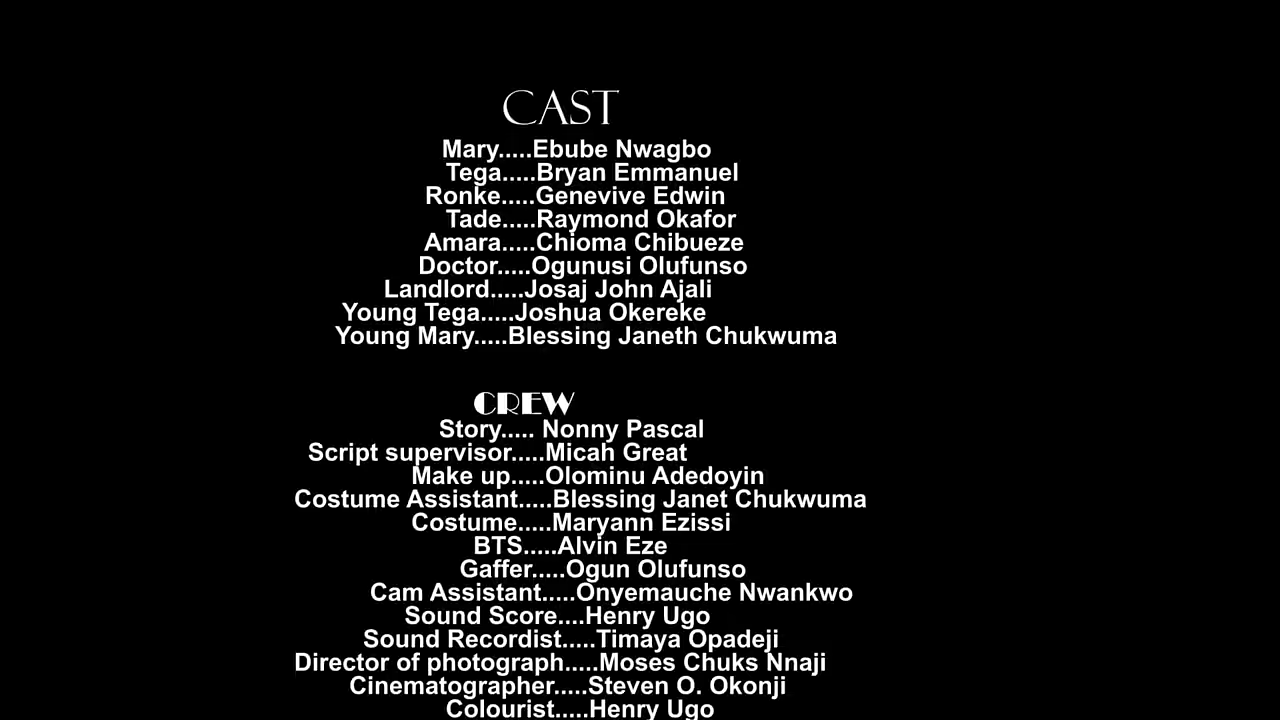 CAST
Mary.....Ebube Nwagbo
Tega.....Bryan Emmanuel
Ronke.....Genevive Edwin
Tade.....Raymond Okafor
Amara.....Chioma Chibueze
Doctor.....Ogunusi Olufunso
Landlord.....Josaj John Ajali
Young Tega.....Joshua Okereke
Young Mary.....Blessing Janeth Chukwuma
CREW
Story..... Nonny Pascal
Script supervisor.....Micah Great
Make up.....Olominu Adedoyin
Costume Assistant.....Blessing Janet Chukwuma
Costume.....Maryann Ezissi
BTS.....Alvin Eze
Gaffer.....Ogun Olufunso
Cam Assistant.....Onyemauche Nwankwo
Sound Score....Henry Ugo
Sound Recordist.....Timaya Opadeji
Director of photograph.....Moses Chuks Nnaji
Cinematographer.....Steven O. Okonji
Colourist.....Henry Ugo